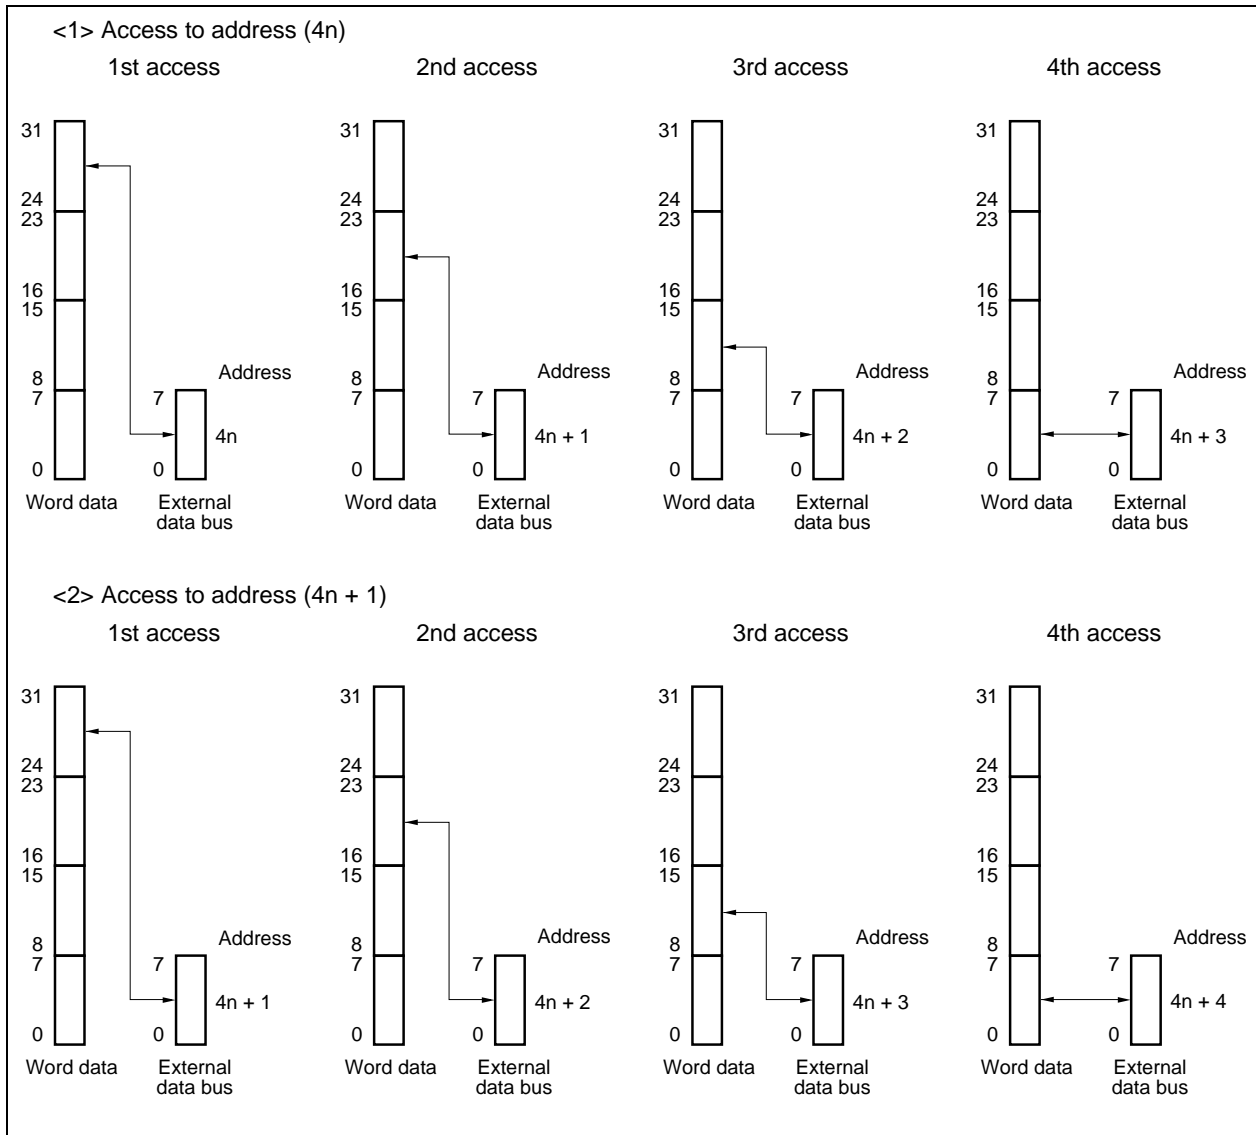 <1> Access to address (4n)
1st access
2nd access
3rd access
4th access
31
24
23
16
15
8
7
0
Word data
Address
7
4n
0
External
data bus
31
24
23
16
15
8
7
0
Word data
Address
7
4n + 1
0
External
data bus
31
24
23
16
15
8
7
0
Word data
Address
7
4n + 2
0
External
data bus
31
24
23
16
15
8
7
0
Word data
Address
7
4n + 3
0
External
data bus
<2> Access to address (4n + 1)
1st access
2nd access
3rd access
4th access
31
24
23
16
15
8
7
0
Word data
Address
7
4n + 1
0
External
data bus
31
24
23
16
15
8
7
0
Word data
Address
7
4n + 2
0
External
data bus
31
24
23
16
15
8
7
0
Word data
Address
7
4n + 3
0
External
data bus
31
24
23
16
15
8
7
0
Word data
Address
7
4n + 4
0
External
data bus